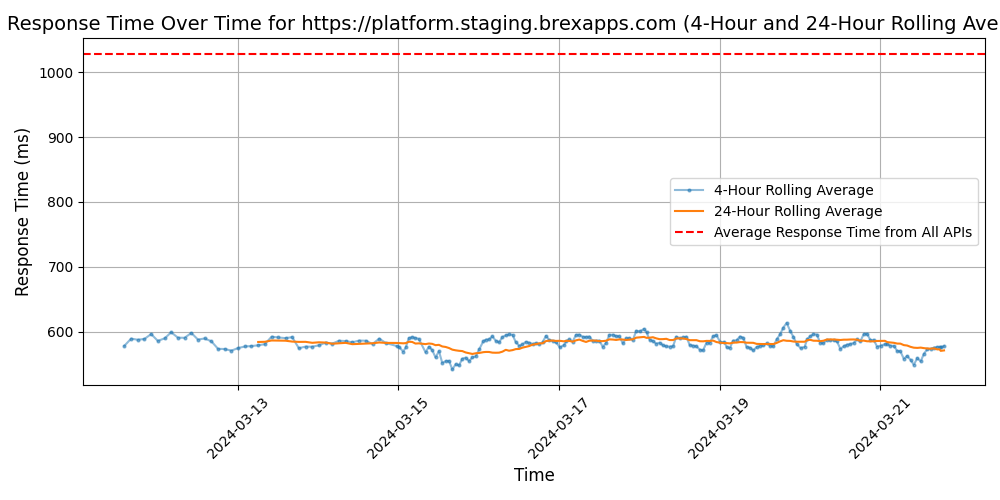 Response Time Over Time for https://platform.staging.brexapps.com (4-Hour and 24-Hour Rolling Ave
Response Time (ms)
1000
900
800
700
600
4-Hour Rolling Average
24-Hour Rolling Average
Average Response Time from All APIs
2024-03-13
2024-03-15
2024-03-17
2024-03-19
2024-03-21
Time